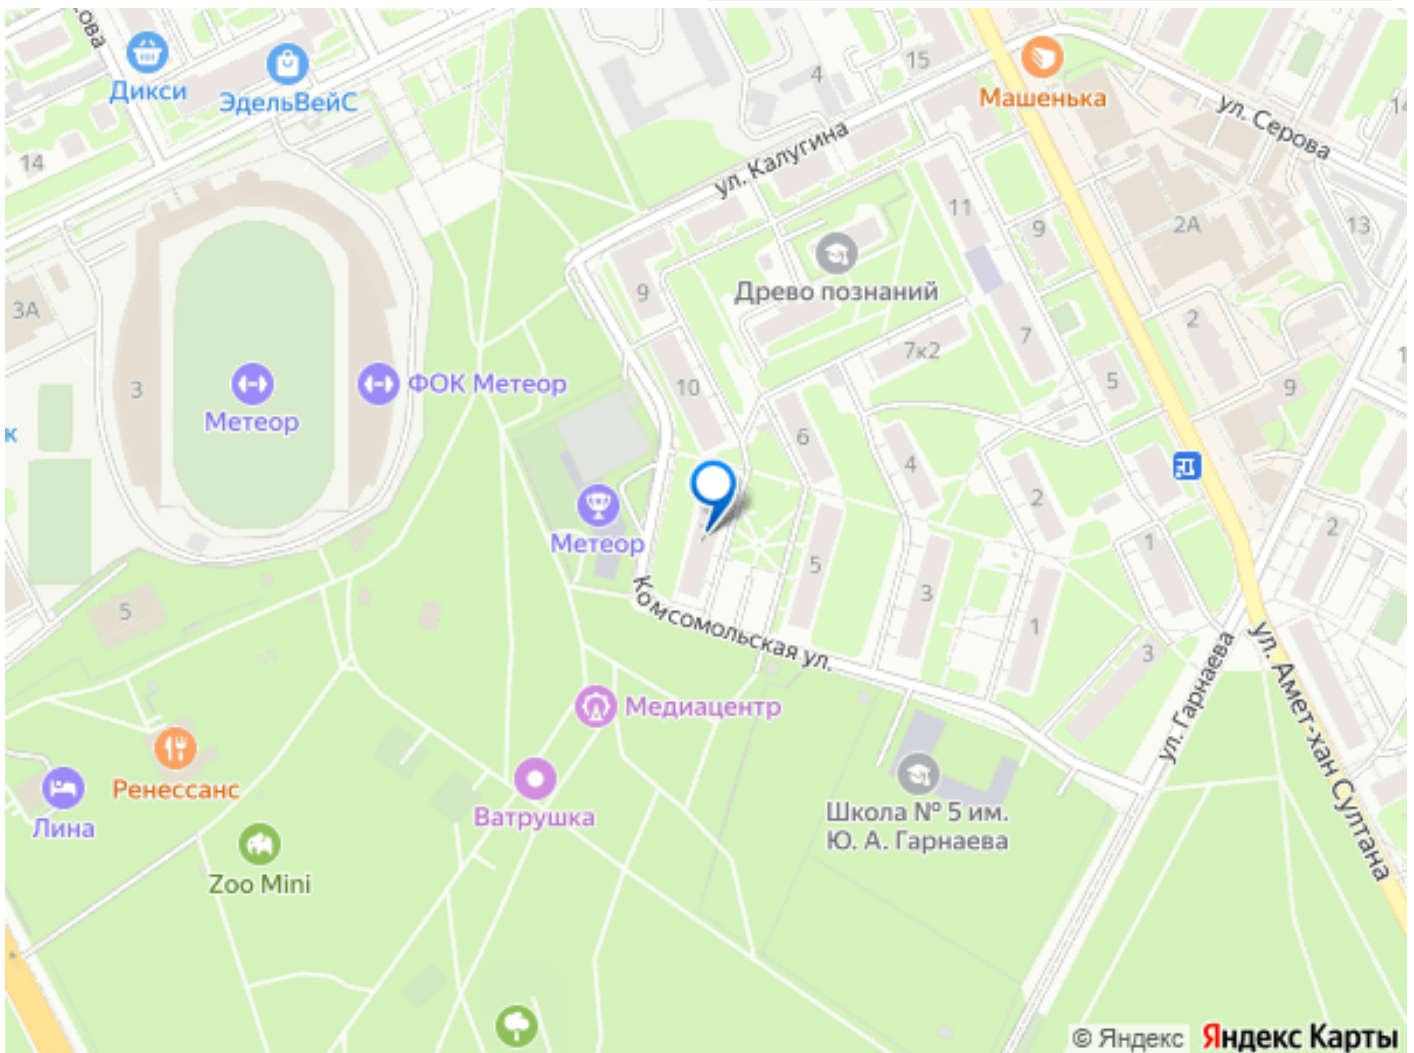 ова
Дикси
ЭдельВейС
14
4
15
Машенька
ул. Серова
14
ул. Калугина
11
9
2А
13
3А
9
Древо познаний
2
7
7к2
3
Метеор
ФОК Метеор
10
5
9
1
к
6
4
2
2
Метеор
5
1
3
5
1
3
Комсомольская ул.
ул. Гарнаева
ул. Амет-хан Султана
Медиацентр
Ренессанс
Лина
Ватрушка
Школа № 5 им.
Ю. А. Гарнаева
Zoo Mini
© Яндекс Яндекс Карты